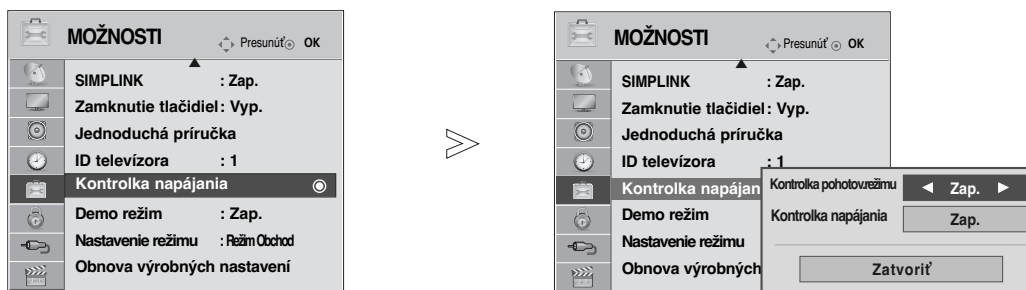 MOŽNOSTI Presunúť OK
SIMPLINK : Zap.
Zamknutie tlačidiel : Vyp.
Jednoduchá príručka
ID televízora : 1
Kontrolka napájania
Demo režim : Zap.
Nastavenie režimu : Režim Obchod
Obnova výrobných nastavení
MOŽNOSTI Presunúť OK
SIMPLINK : Zap.
Zamknutie tlačidiel : Vyp.
Jednoduchá príručka
ID televízora : 1
Kontrolka napájan
Demo režim
Nastavenie režimu
Obnova výrobných
Kontrolka pohotov.režimu ◄ Zap. ►
Kontrolka napájania Zap.
Zatvoriť